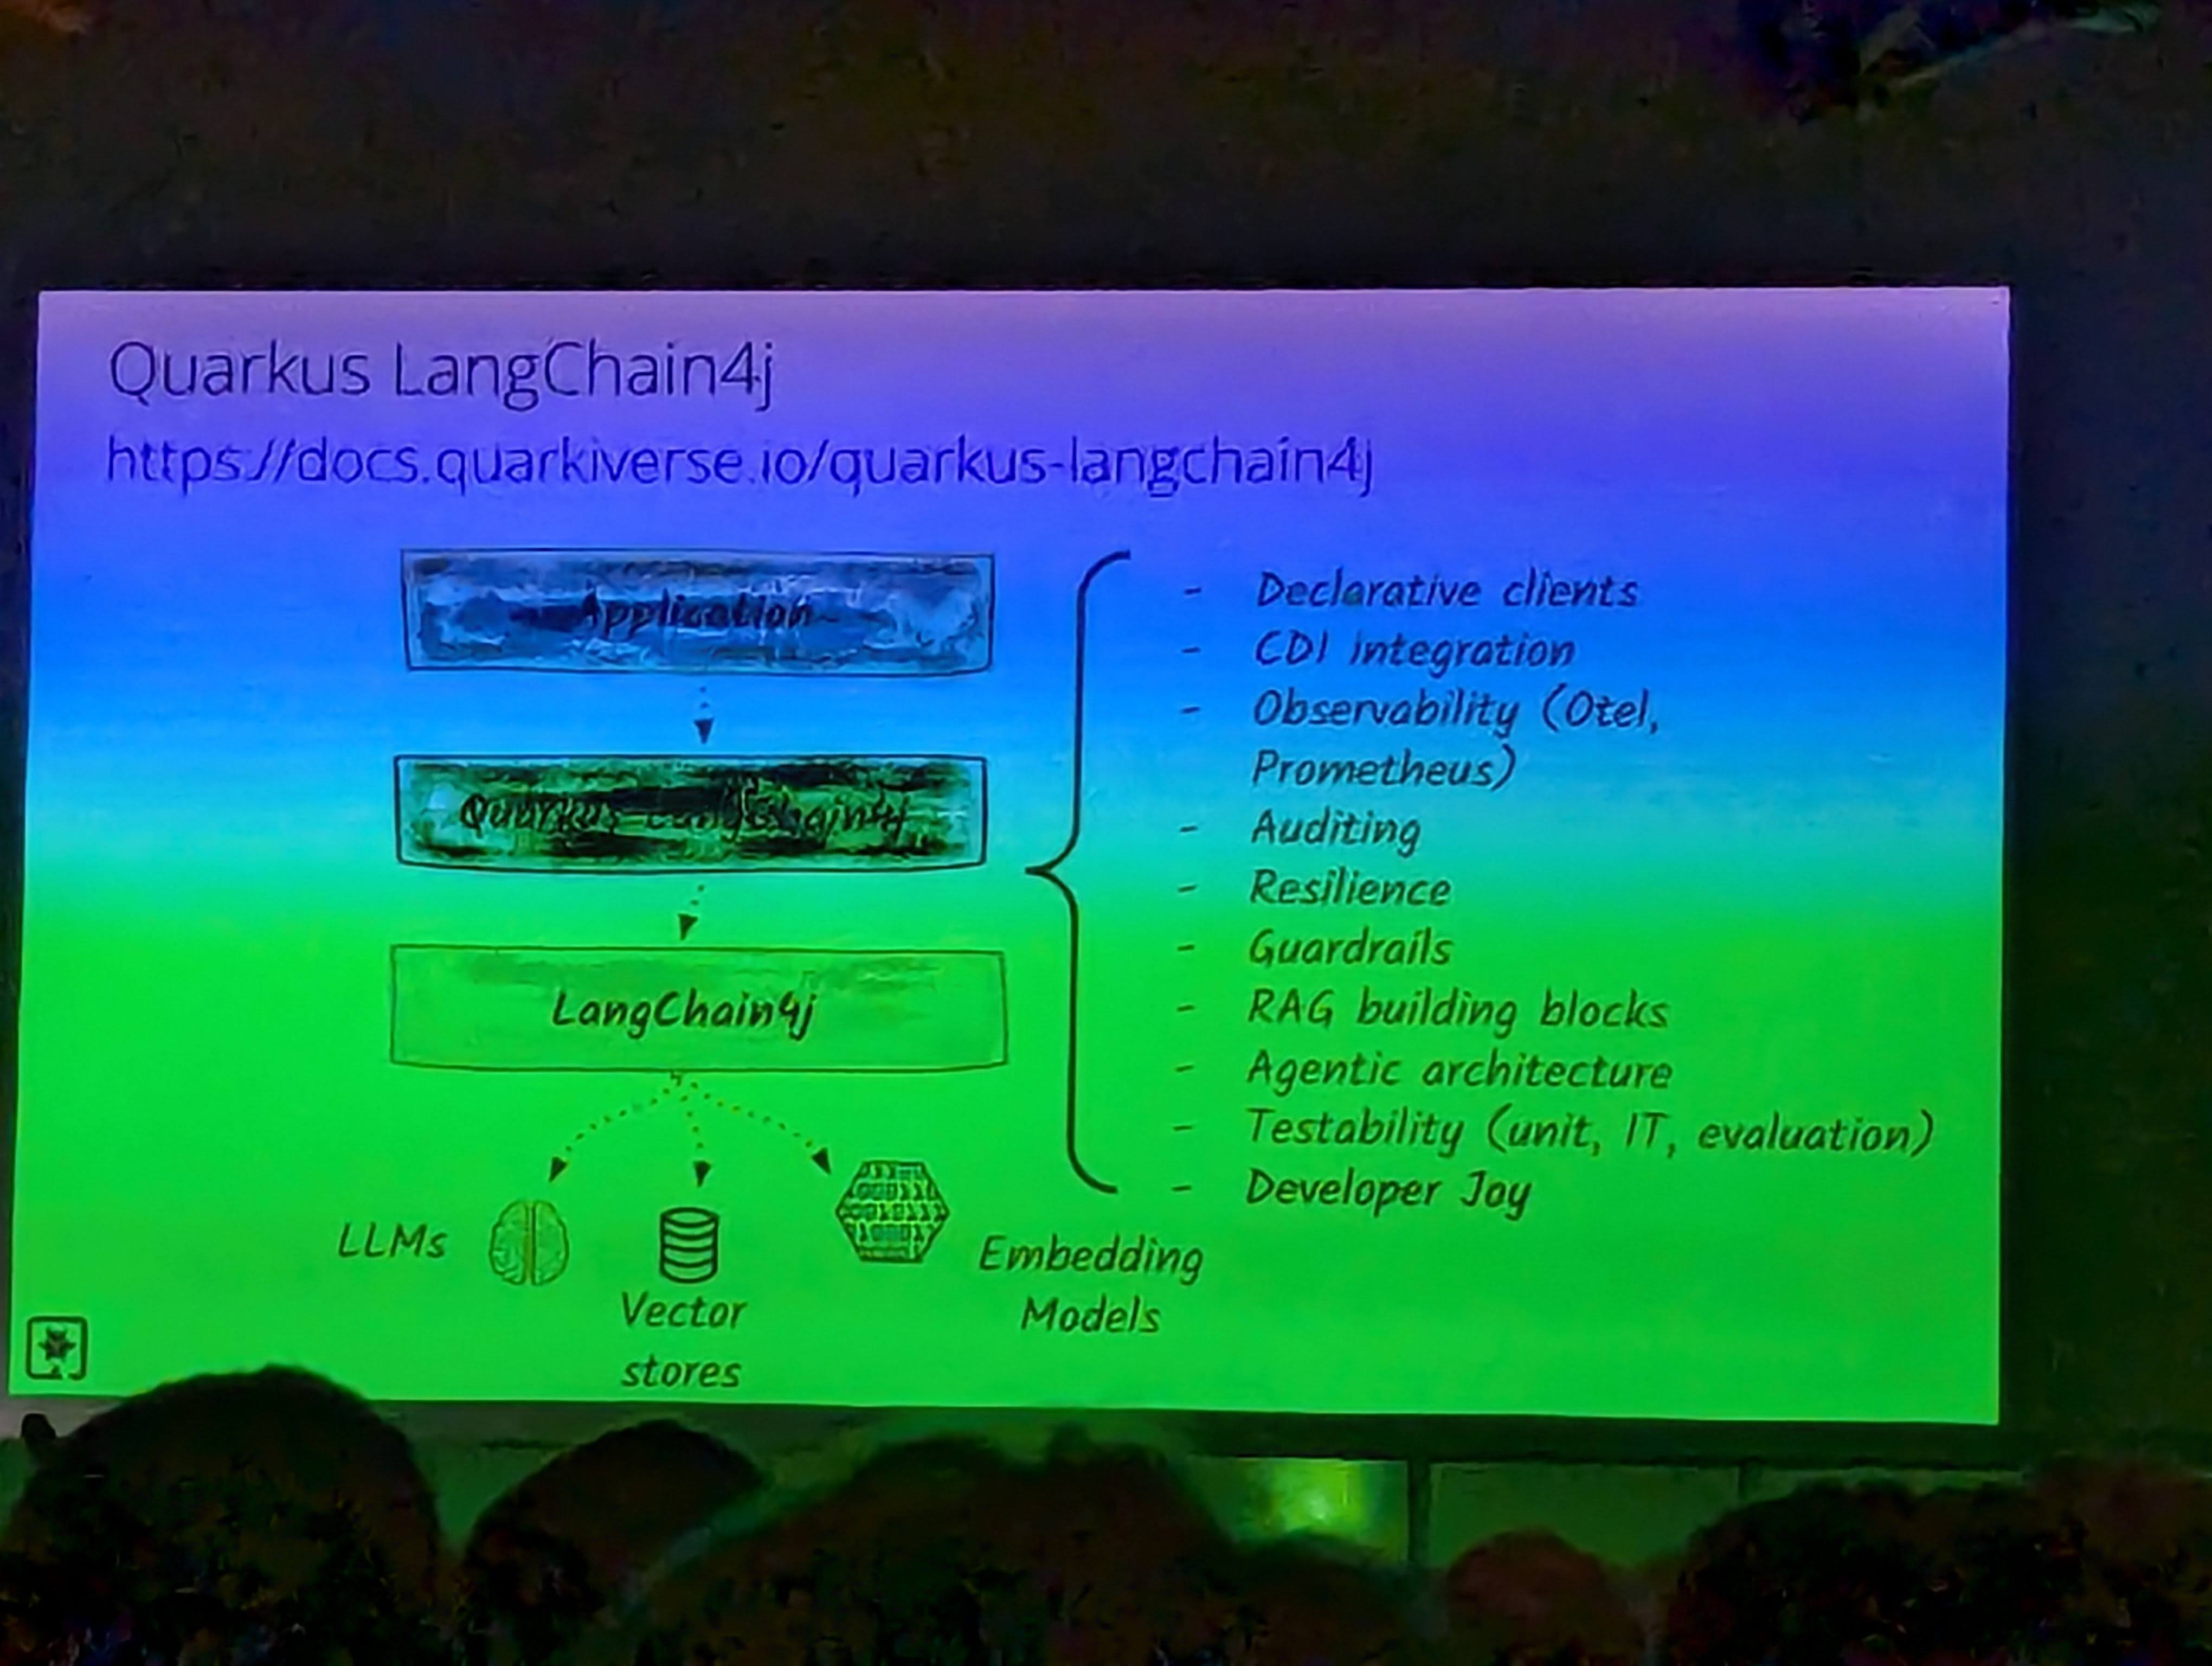 Quarkus LangChain4j
https://docs.quarkiverse.io/quarkus-langchain4j
Application
Quarkus LangChain4j
LangChain4j
LLMs
Vector
stores
Embedding
Models
- Declarative clients
- CDI integration
- Observability (Otel,
Prometheus)
- Auditing
- Resilience
- Guardrails
- RAG building blocks
- Agentic architecture
- Testability (unit, IT, evaluation)
- Developer Joy